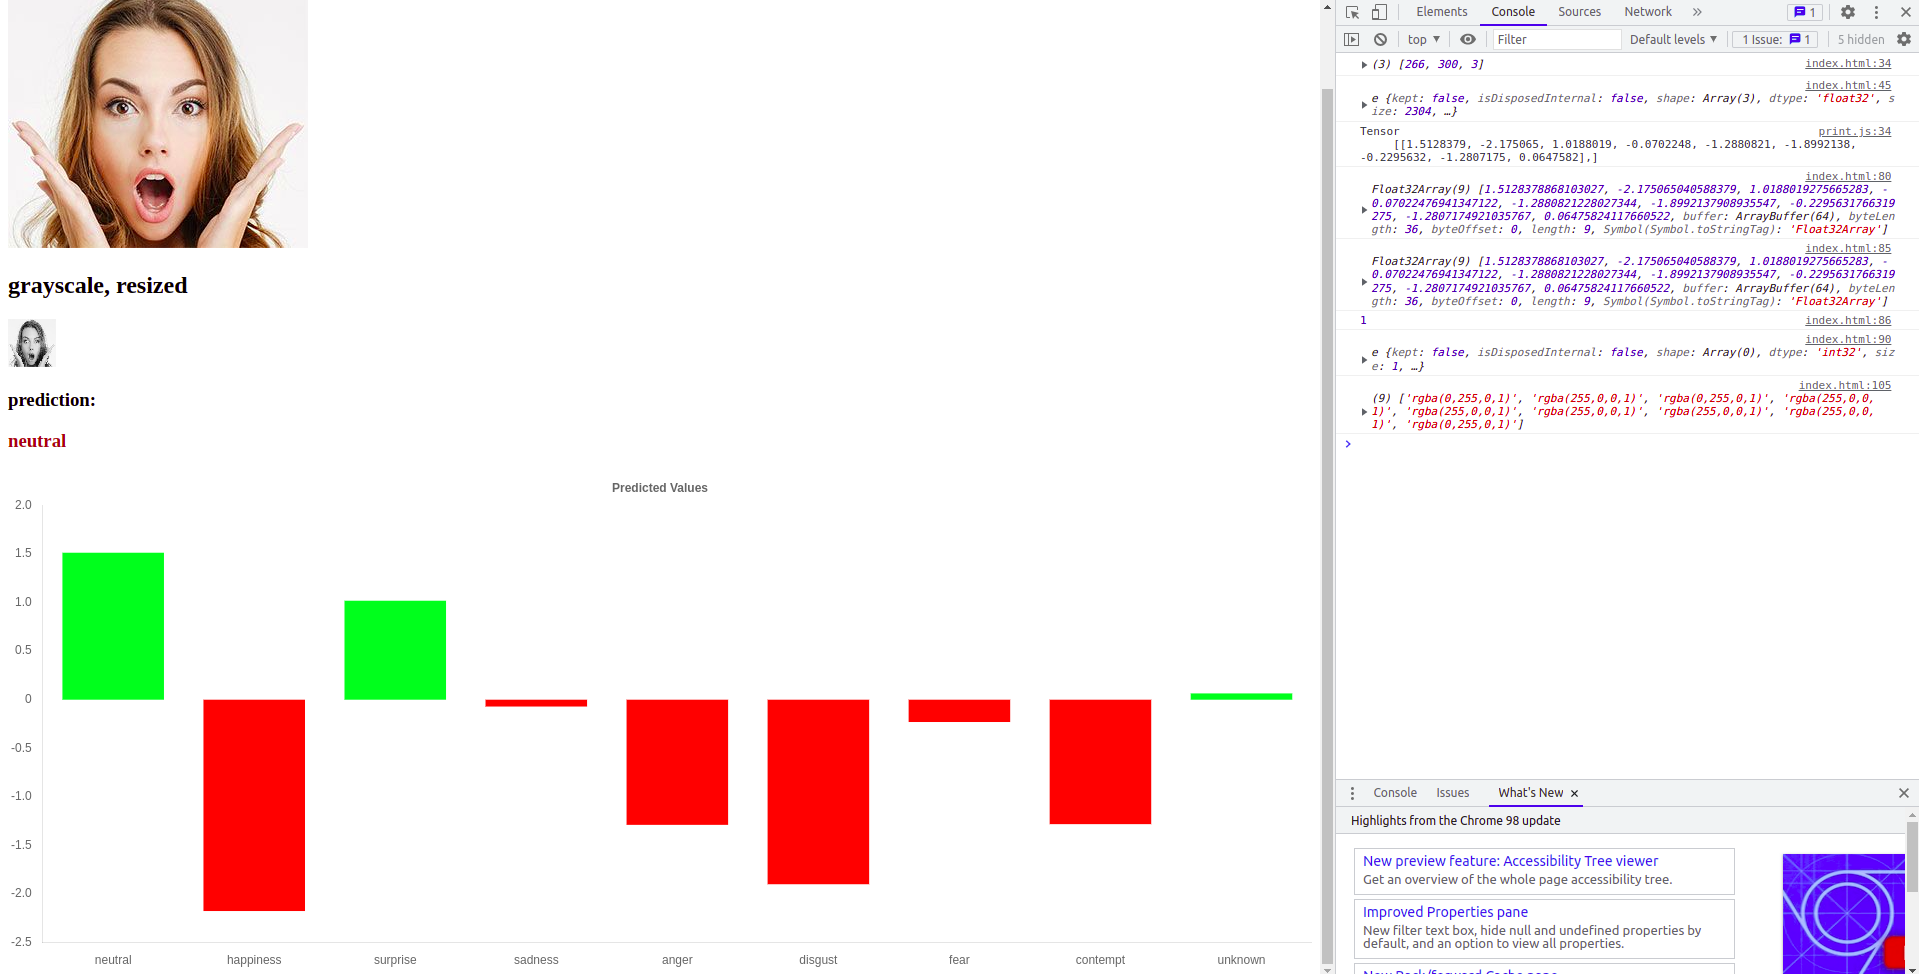 grayscale, resized
prediction:
neutral
Predicted Values
2.0
1.5
1.0
0.5
0
-0.5
-1.0
-1.5
-2.0
-2.5
neutral happiness surprise sadness anger disgust fear contempt unknown
Elements Console Sources Network » 1
top ▼ Filter Default levels ▼ 1 Issue: 1 5 hidden
(3) [266, 300, 3] index.html:34
index.html:45
e {kept: false, isDisposedInternal: false, shape: Array(3), dtype: 'float32', s
ize: 2304, …}
Tensor print.js:34
[[1.5128379, -2.175065, 1.0188019, -0.0702248, -1.2880821, -1.8992138,
-0.2295632, -1.2807175, 0.0647582],]
index.html:80
Float32Array(9) [1.5128378868103027, -2.175065040588379, 1.0188019275665283, -
0.07022476941347122, -1.2880821228027344, -1.8992137908935547, -0.2295631766319
275, -1.2807174921035767, 0.06475824117660522, buffer: ArrayBuffer(64), byteLen
gth: 36, byteOffset: 0, length: 9, Symbol(Symbol.toStringTag): 'Float32Array']
index.html:85
Float32Array(9) [1.5128378868103027, -2.175065040588379, 1.0188019275665283, -
0.07022476941347122, -1.2880821228027344, -1.8992137908935547, -0.2295631766319
275, -1.2807174921035767, 0.06475824117660522, buffer: ArrayBuffer(64), byteLen
gth: 36, byteOffset: 0, length: 9, Symbol(Symbol.toStringTag): 'Float32Array']
1 index.html:86
index.html:90
e {kept: false, isDisposedInternal: false, shape: Array(0), dtype: 'int32', siz
e: 1, …}
index.html:105
(9) ['rgba(0,255,0,1)', 'rgba(255,0,0,1)', 'rgba(0,255,0,1)', 'rgba(255,0,0,
1)', 'rgba(255,0,0,1)', 'rgba(255,0,0,1)', 'rgba(255,0,0,1)', 'rgba(255,0,0,
1)', 'rgba(0,255,0,1)']
Console Issues What's New ×
Highlights from the Chrome 98 update
New preview feature: Accessibility Tree viewer
Get an overview of the whole page accessibility tree.
Improved Properties pane
New filter text box, hide null and undefined properties by
default, and an option to view all properties.